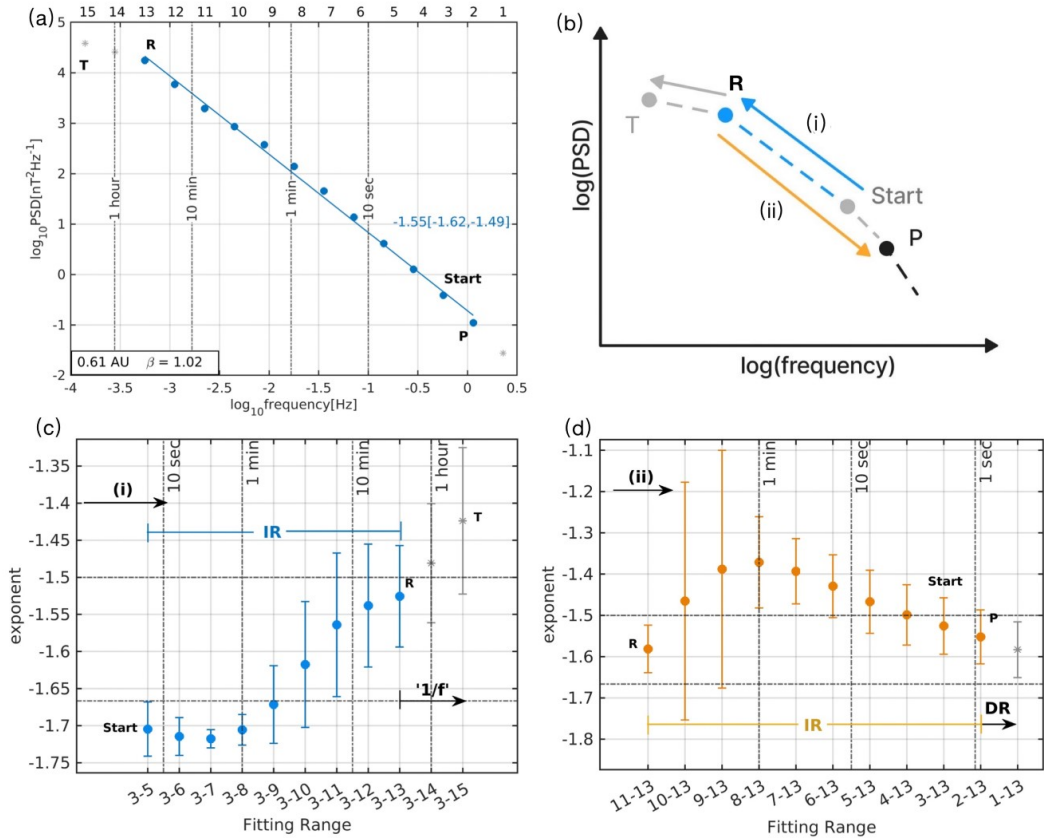 (a)
15 14 13 12 11 10 9 8 7 6 5 4 3 2 1
5
4
3
2
1
0
-1
-2
log10PSD[nT2Hz-1]
T
R
1 hour
10 min
1 min
10 sec
-1.55[-1.62,-1.49]
Start
P
0.61 AU β = 1.02
-4 -3.5 -3 -2.5 -2 -1.5 -1 -0.5 0 0.5
log10frequency[Hz]
(b)
log(PSD)
R
T
(i)
(ii)
Start
P
log(frequency)
(c)
-1.35
-1.4
-1.45
-1.5
-1.55
-1.6
-1.65
-1.7
-1.75
exponent
10 sec
1 min
10 min
1 hour
(i)
IR
T
R
'1/f'
Start
3-5 3-6 3-7 3-8 3-9 3-10 3-11 3-12 3-13 3-14 3-15
Fitting Range
(d)
-1.1
-1.2
-1.3
-1.4
-1.5
-1.6
-1.7
-1.8
exponent
1 min
10 sec
1 sec
(ii)
Start
P
R
DR
IR
11-13 10-13 9-13 8-13 7-13 6-13 5-13 4-13 3-13 2-13 1-13
Fitting Range